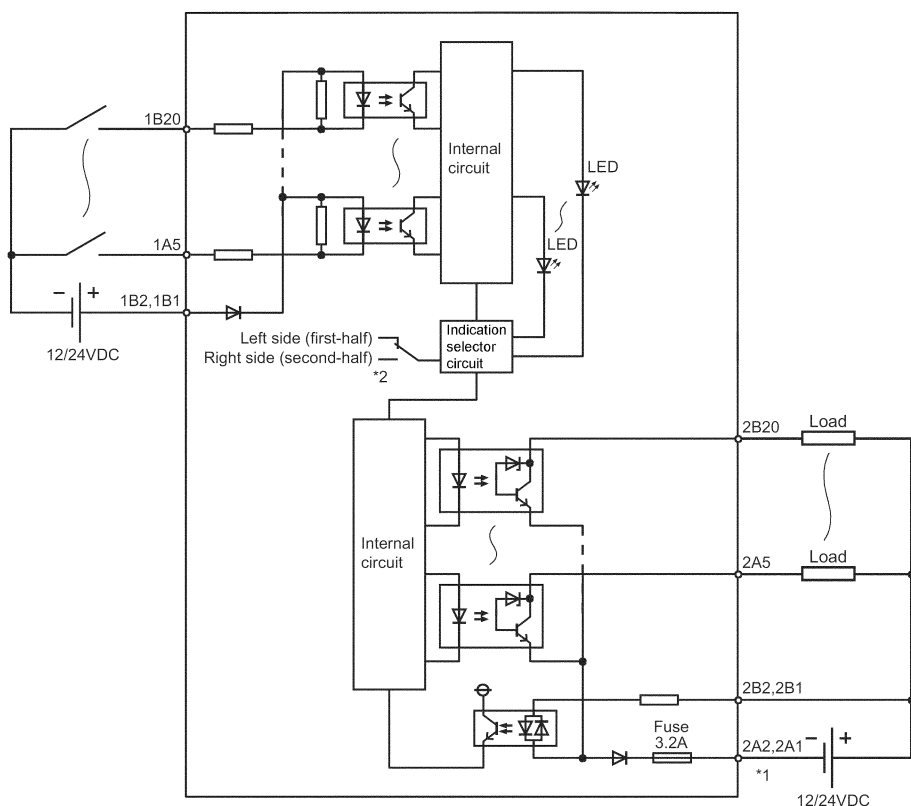 1B20
Internal
circuit
LED
1A5
LED
− +
1B2,1B1
12/24VDC
Left side (first-half)
Right side (second-half)
*2
Indication
selector
circuit
2B20
Load
Internal
circuit
2A5
Load
2B2,2B1
Fuse
3.2A
2A2,2A1
− +
*1
12/24VDC